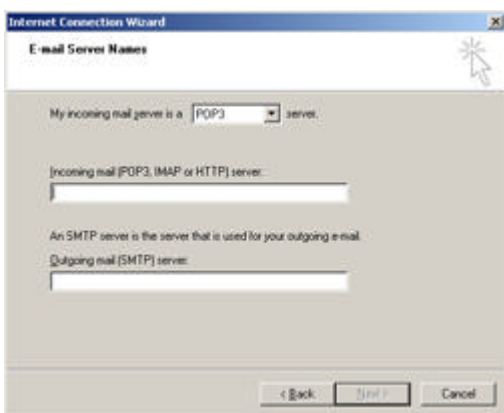 Internet Connection Wizard
E-mail Server Names
My incoming mail server is a POP3 server.
Incoming mail (POP3, IMAP or HTTP) server:
An SMTP server is the server that is used for your outgoing e-mail.
Outgoing mail (SMTP) server:
< Back Next > Cancel